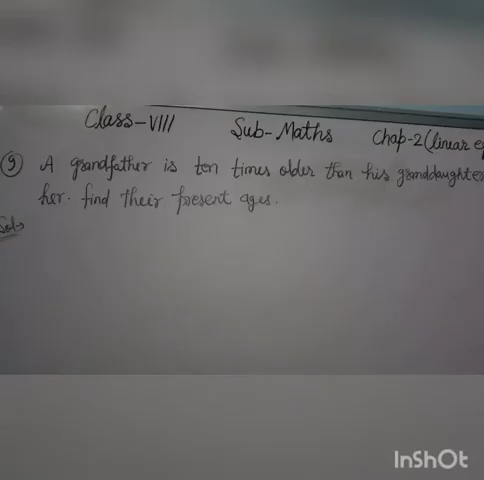 Class-VIII Sub-Maths Chap-2 (linear
9 A grandfather is ten times older than his granddaughter
her. find their present ages.
Sol→
InShOt